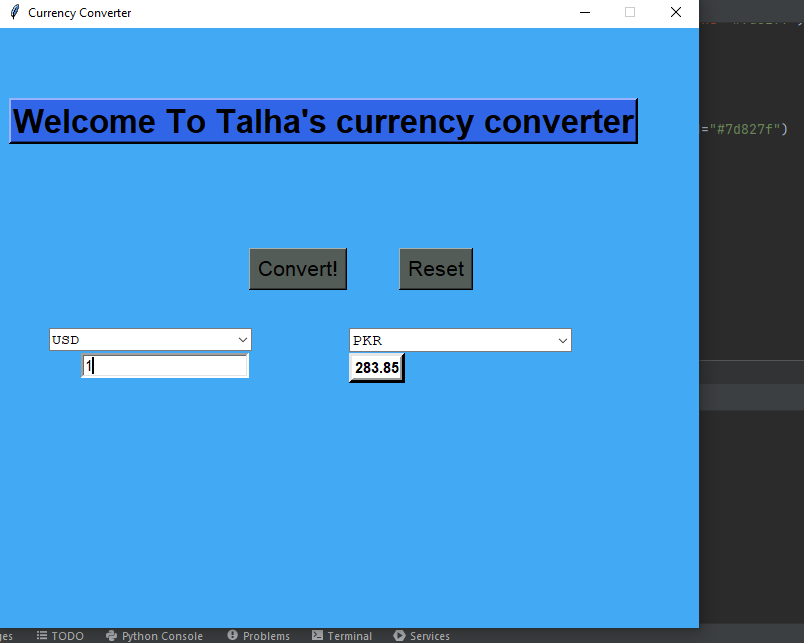 Currency Converter
="#7d827f")
Welcome To Talha's currency converter
Convert! Reset
USD PKR
1 283.85
TODO Python Console Problems Terminal Services